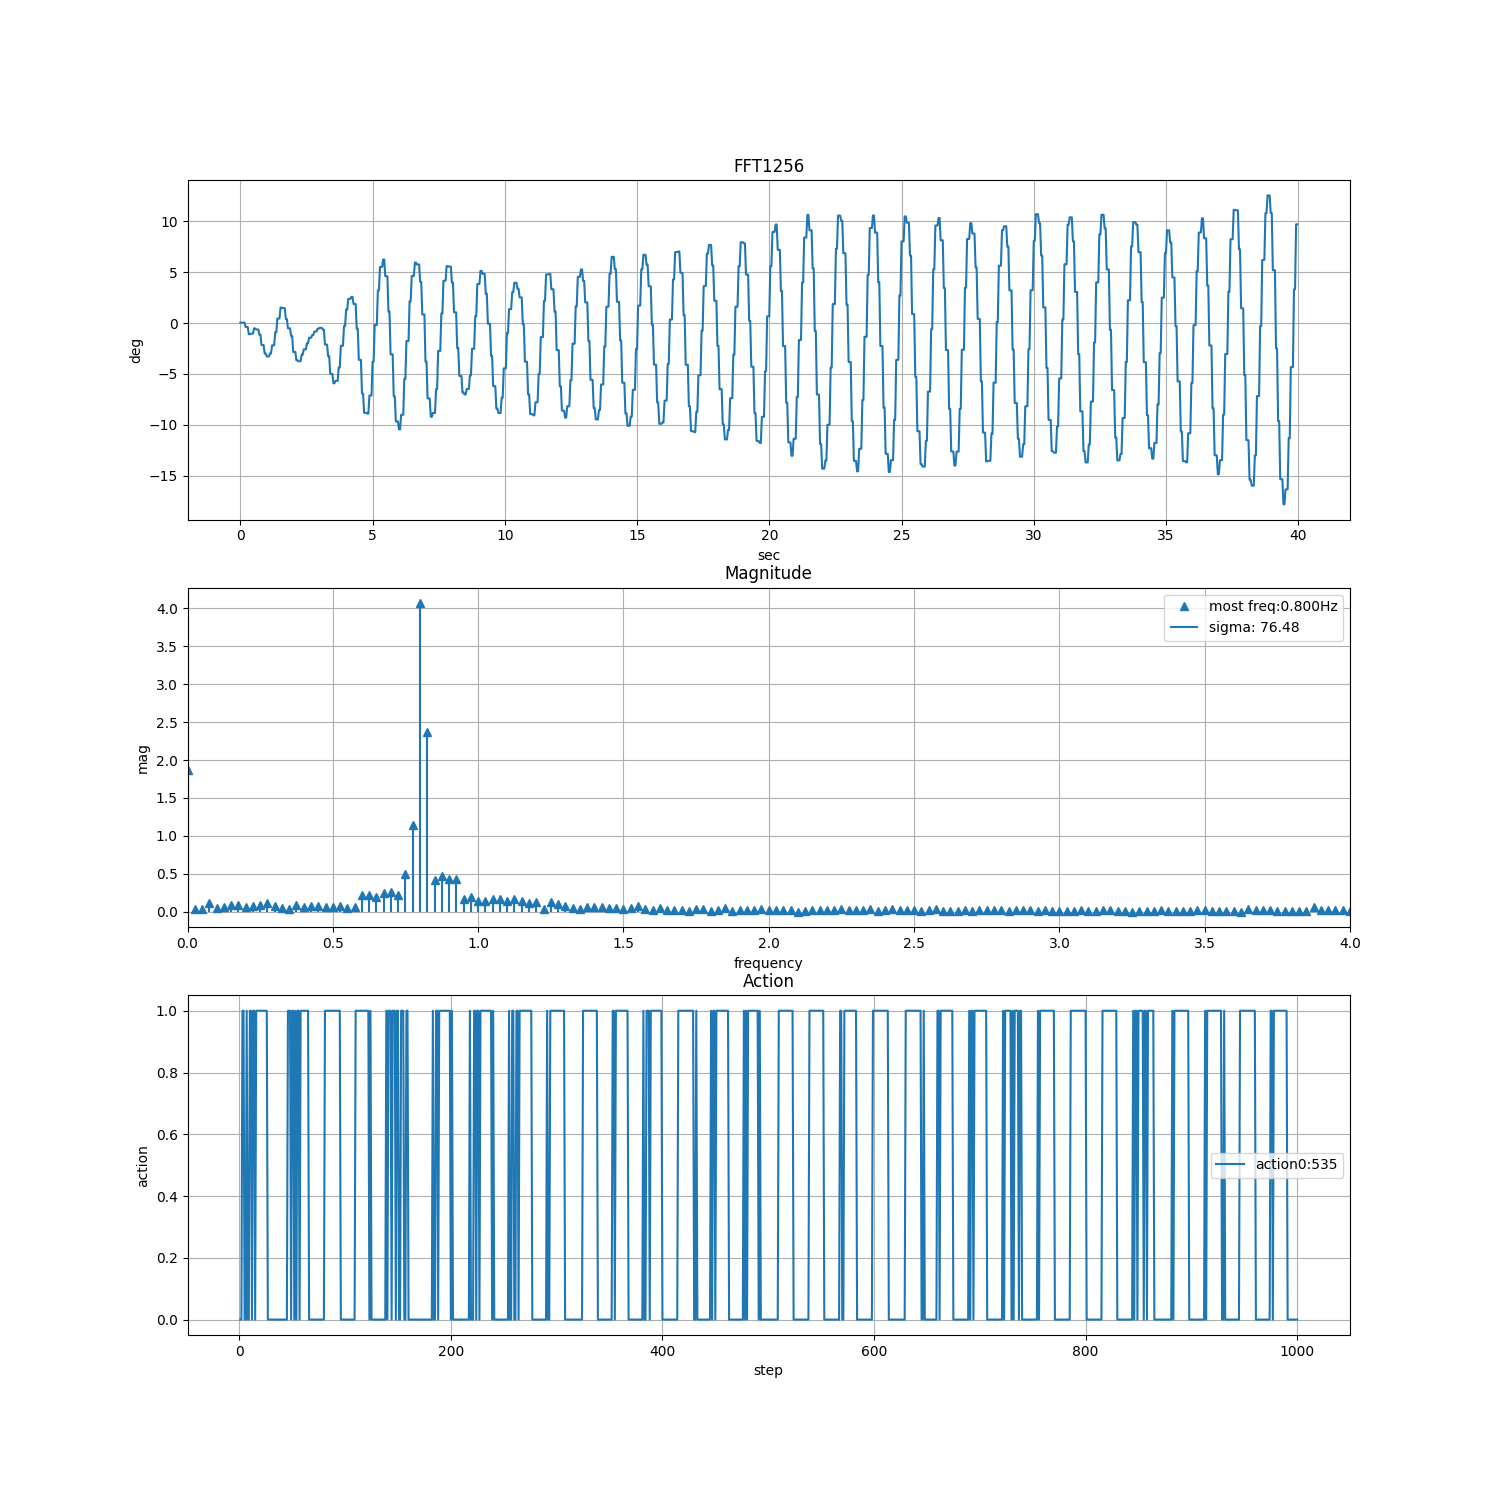 FFT1256
10
5
0
−5
−10
−15
deg
0 5 10 15 20 25 30 35 40
sec
Magnitude
most freq:0.800Hz
sigma: 76.48
4.0
3.5
3.0
2.5
2.0
1.5
1.0
0.5
0.0
mag
0.0 0.5 1.0 1.5 2.0 2.5 3.0 3.5 4.0
frequency
Action
1.0
0.8
0.6
0.4
0.2
0.0
action
action0:535
0 200 400 600 800 1000
step